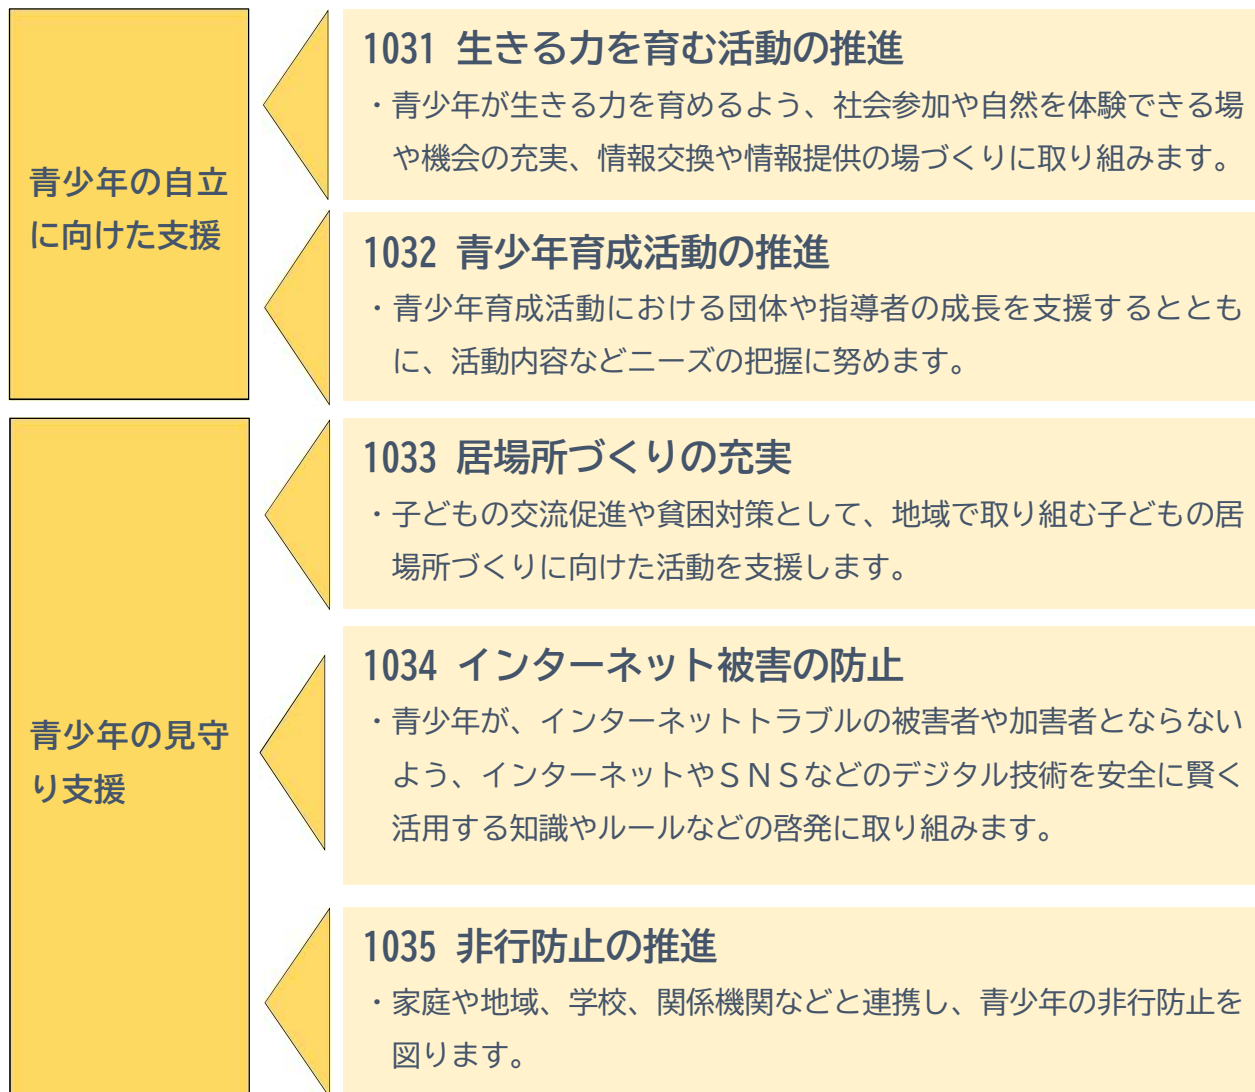 青少年の自立
に向けた支援
1031 生きる力を育む活動の推進
・青少年が生きる力を育めるよう、社会参加や自然を体験できる場
や機会の充実、情報交換や情報提供の場づくりに取り組みます。
1032 青少年育成活動の推進
・青少年育成活動における団体や指導者の成長を支援するととも
に、活動内容などニーズの把握に努めます。
青少年の見守
り支援
1033 居場所づくりの充実
・子どもの交流促進や貧困対策として、地域で取り組む子どもの居
場所づくりに向けた活動を支援します。
1034 インターネット被害の防止
・青少年が、インターネットトラブルの被害者や加害者とならない
よう、インターネットやＳＮＳなどのデジタル技術を安全に賢く
活用する知識やルールなどの啓発に取り組みます。
1035 非行防止の推進
・家庭や地域、学校、関係機関などと連携し、青少年の非行防止を
図ります。